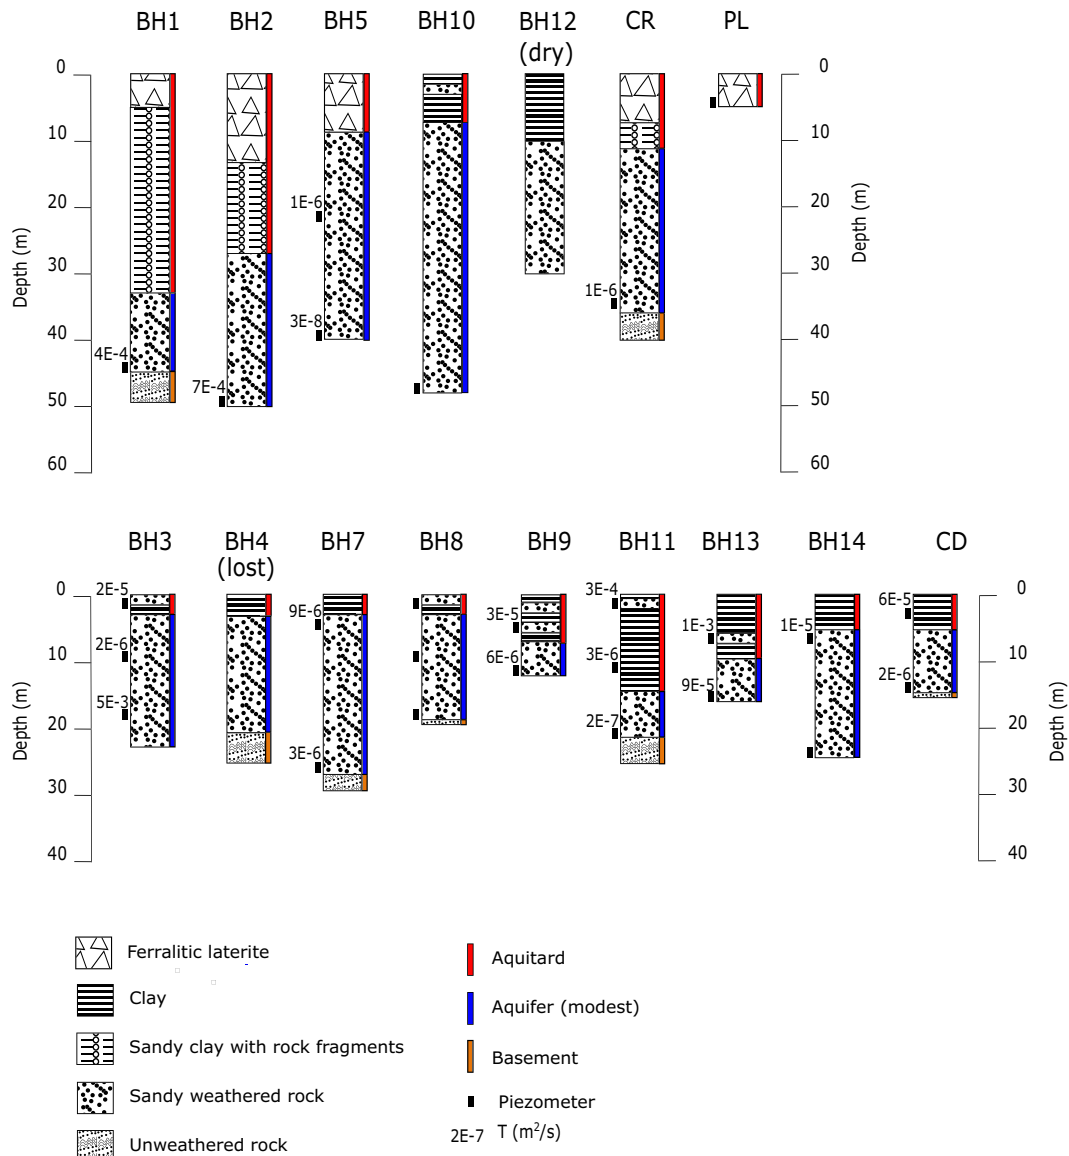 BH1 BH2 BH5 BH10 BH12 CR PL
(dry)
0 0
10 10
20 1E-6 20
30 30
1E-6
3E-8
40 40
4E-4
7E-4
50 50
60 60
Depth (m) Depth (m)
BH3 BH4 BH7 BH8 BH9 BH11 BH13 BH14 CD
(lost)
0 2E-5 3E-4 0
9E-6 3E-5 1E-3 1E-5 6E-5
2E-6 6E-6 3E-6
10 10
5E-3 9E-5 2E-6
20 2E-7 20
3E-6
30 30
40 40
Depth (m) Depth (m)
Ferralitic laterite
Clay
Sandy clay with rock fragments
Sandy weathered rock
Unweathered rock
Aquitard
Aquifer (modest)
Basement
Piezometer
2E-7 T (m²/s)